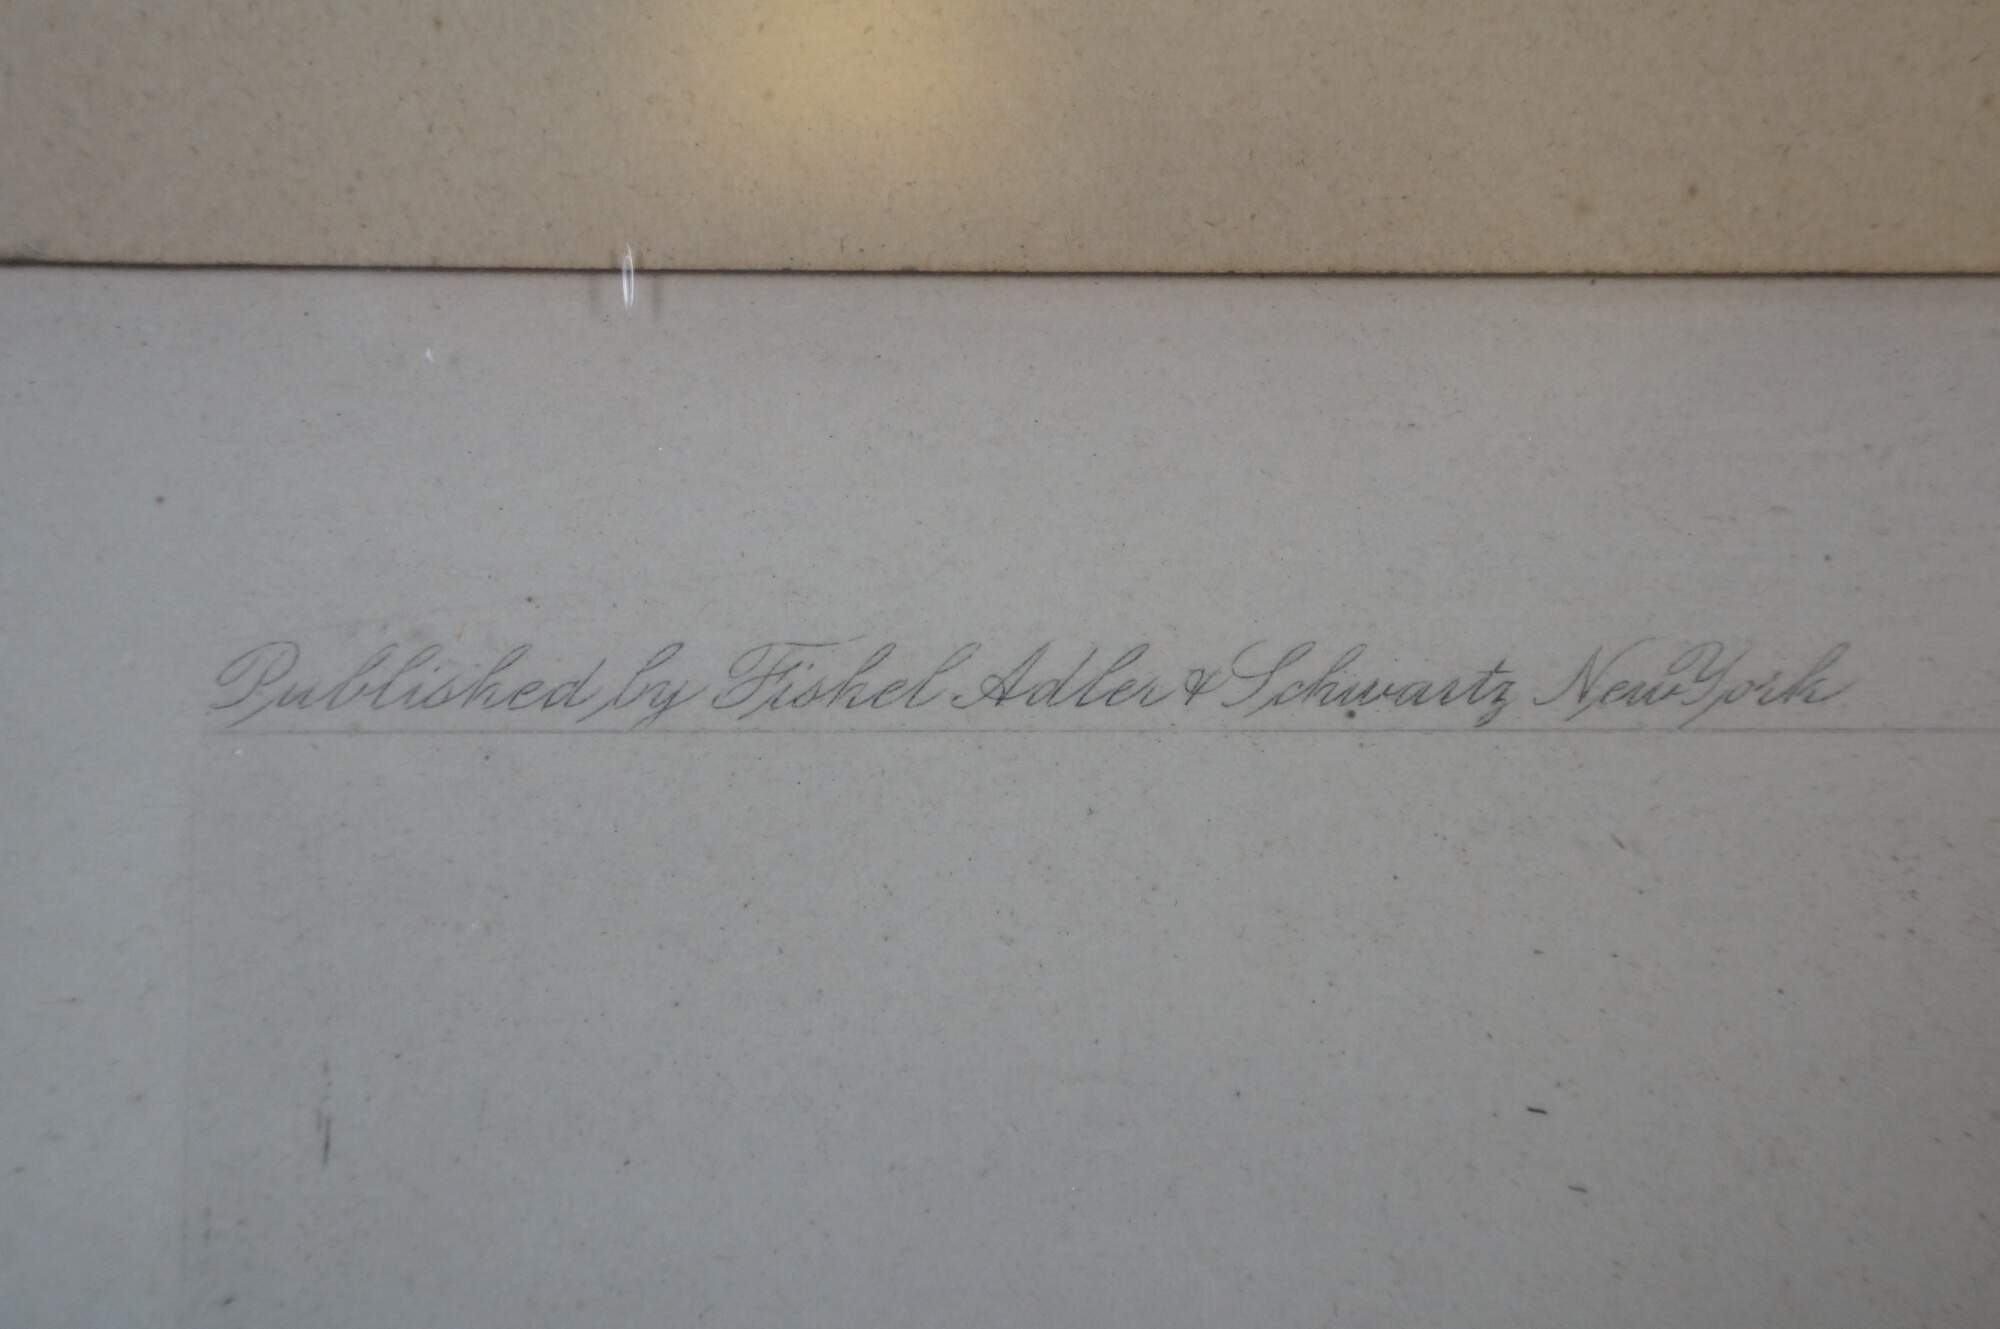 Published by Fishel Adler & Schwartz New York